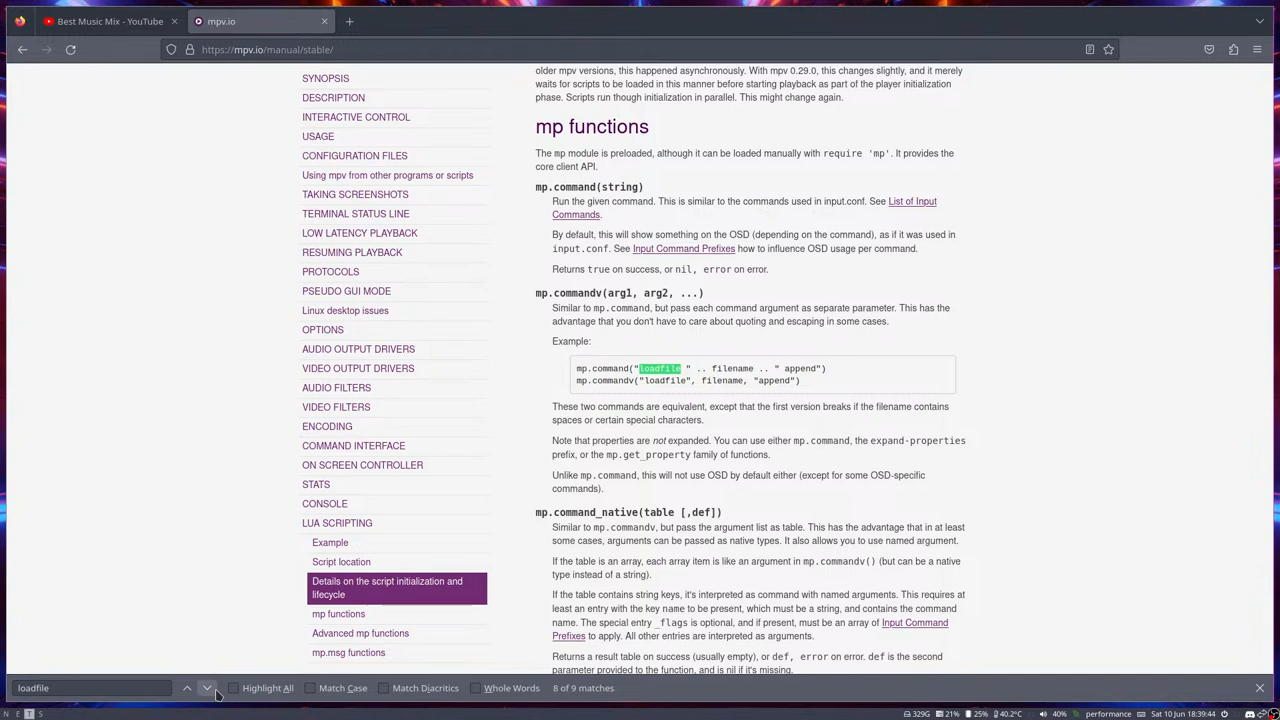 Best Music Mix - YouTube
mpv.io
https://mpv.io/manual/stable/
SYNOPSIS
DESCRIPTION
INTERACTIVE CONTROL
USAGE
CONFIGURATION FILES
Using mpv from other programs or scripts
TAKING SCREENSHOTS
TERMINAL STATUS LINE
LOW LATENCY PLAYBACK
RESUMING PLAYBACK
PROTOCOLS
PSEUDO GUI MODE
Linux desktop issues
OPTIONS
AUDIO OUTPUT DRIVERS
VIDEO OUTPUT DRIVERS
AUDIO FILTERS
VIDEO FILTERS
ENCODING
COMMAND INTERFACE
ON SCREEN CONTROLLER
STATS
CONSOLE
LUA SCRIPTING
Example
Script location
Details on the script initialization and
lifecycle
mp functions
Advanced mp functions
mp.msg functions
older mpv versions, this happened asynchronously. With mpv 0.29.0, this changes slightly, and it merely
waits for scripts to be loaded in this manner before starting playback as part of the player initialization
phase. Scripts run though initialization in parallel. This might change again.
mp functions
The mp module is preloaded, although it can be loaded manually with require 'mp'. It provides the
core client API.
mp.command(string)
Run the given command. This is similar to the commands used in input.conf. See List of Input
Commands.
By default, this will show something on the OSD (depending on the command), as if it was used in
input.conf. See Input Command Prefixes how to influence OSD usage per command.
Returns true on success, or nil, error on error.
mp.commandv(arg1, arg2, ...)
Similar to mp.command, but pass each command argument as separate parameter. This has the
advantage that you don't have to care about quoting and escaping in some cases.
Example:
mp.command("loadfile " .. filename .. " append")
mp.commandv("loadfile", filename, "append")
These two commands are equivalent, except that the first version breaks if the filename contains
spaces or certain special characters.
Note that properties are not expanded. You can use either mp.command, the expand-properties
prefix, or the mp.get_property family of functions.
Unlike mp.command, this will not use OSD by default either (except for some OSD-specific
commands).
mp.command_native(table [,def])
Similar to mp.commandv, but pass the argument list as table. This has the advantage that in at least
some cases, arguments can be passed as native types. It also allows you to use named argument.
If the table is an array, each array item is like an argument in mp.commandv() (but can be a native
type instead of a string).
If the table contains string keys, it's interpreted as command with named arguments. This requires at
least an entry with the key name to be present, which must be a string, and contains the command
name. The special entry _flags is optional, and if present, must be an array of Input Command
Prefixes to apply. All other entries are interpreted as arguments.
Returns a result table on success (usually empty), or def, error on error. def is the second
parameter provided to the function, and is nil if it's missing.
loadfile
Highlight All
Match Case
Match Diacritics
Whole Words
8 of 9 matches
N E T S
329G
21%
25%
40.2°C
40%
performance
Sat 10 Jun 18:39:44